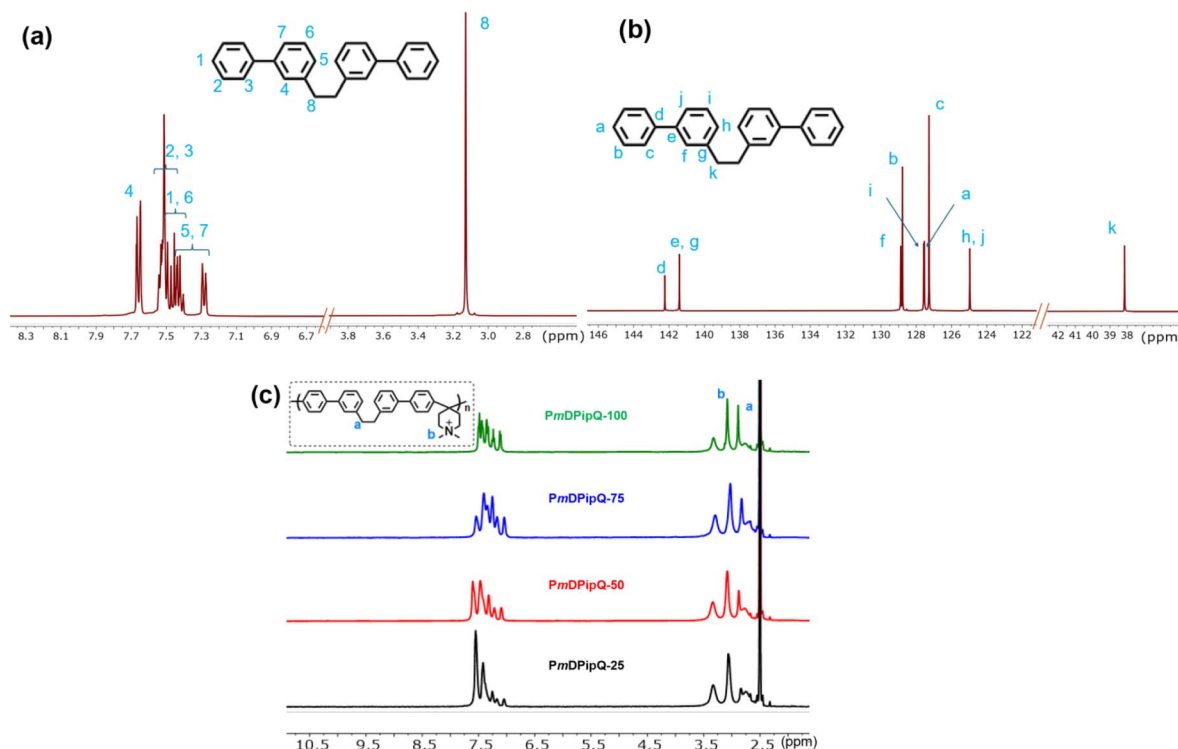 (a)
7
6
1
5
2
3
4
8
8
2, 3
4
1, 6
5, 7
8.3 8.1 7.9 7.7 7.5 7.3 7.1 3.8 3.6 3.4 3.2 3.0 2.8 (ppm)
(b)
j
i
d
a
e
h
b
c
f
g
k
c
b
i
a
f
h, j
e, g
d
k
146 144 142 140 138 136 134 132 130 128 126 124 122 42 41 40 39 38 (ppm)
(c)
n
a
b
N
+
b
a
PmDPipQ-100
PmDPipQ-75
PmDPipQ-50
PmDPipQ-25
10.5 9.5 8.5 7.5 6.5 5.5 4.5 3.5 2.5 (ppm)